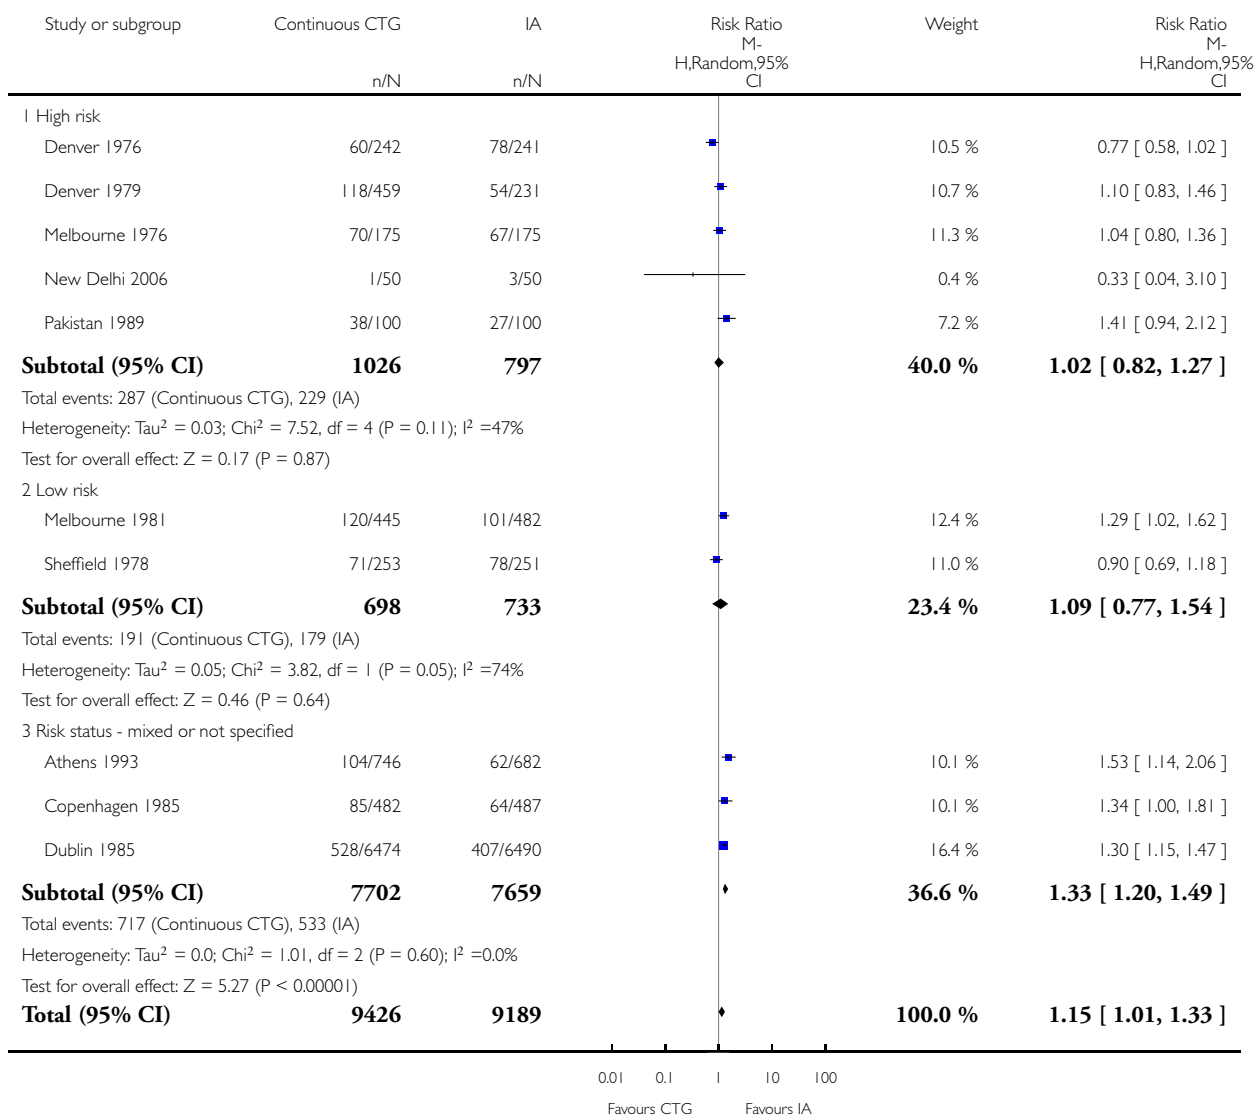 Study or subgroup Continuous CTG IA Risk Ratio Weight Risk Ratio
M- M-
H,Random,95% H,Random,95%
n/N n/N CI CI
1 High risk
Denver 1976 60/242 78/241 10.5 % 0.77 [ 0.58, 1.02 ]
Denver 1979 118/459 54/231 10.7 % 1.10 [ 0.83, 1.46 ]
Melbourne 1976 70/175 67/175 11.3 % 1.04 [ 0.80, 1.36 ]
New Delhi 2006 1/50 3/50 0.4 % 0.33 [ 0.04, 3.10 ]
Pakistan 1989 38/100 27/100 7.2 % 1.41 [ 0.94, 2.12 ]
Subtotal (95% CI) 1026 797 40.0 % 1.02 [ 0.82, 1.27 ]
Total events: 287 (Continuous CTG), 229 (IA)
Heterogeneity: Tau² = 0.03; Chi² = 7.52, df = 4 (P = 0.11); I² =47%
Test for overall effect: Z = 0.17 (P = 0.87)
2 Low risk
Melbourne 1981 120/445 101/482 12.4 % 1.29 [ 1.02, 1.62 ]
Sheffield 1978 71/253 78/251 11.0 % 0.90 [ 0.69, 1.18 ]
Subtotal (95% CI) 698 733 23.4 % 1.09 [ 0.77, 1.54 ]
Total events: 191 (Continuous CTG), 179 (IA)
Heterogeneity: Tau² = 0.05; Chi² = 3.82, df = 1 (P = 0.05); I² =74%
Test for overall effect: Z = 0.46 (P = 0.64)
3 Risk status - mixed or not specified
Athens 1993 104/746 62/682 10.1 % 1.53 [ 1.14, 2.06 ]
Copenhagen 1985 85/482 64/487 10.1 % 1.34 [ 1.00, 1.81 ]
Dublin 1985 528/6474 407/6490 16.4 % 1.30 [ 1.15, 1.47 ]
Subtotal (95% CI) 7702 7659 36.6 % 1.33 [ 1.20, 1.49 ]
Total events: 717 (Continuous CTG), 533 (IA)
Heterogeneity: Tau² = 0.0; Chi² = 1.01, df = 2 (P = 0.60); I² =0.0%
Test for overall effect: Z = 5.27 (P < 0.00001)
Total (95% CI) 9426 9189 100.0 % 1.15 [ 1.01, 1.33 ]
0.01 0.1 1 10 100
Favours CTG Favours IA